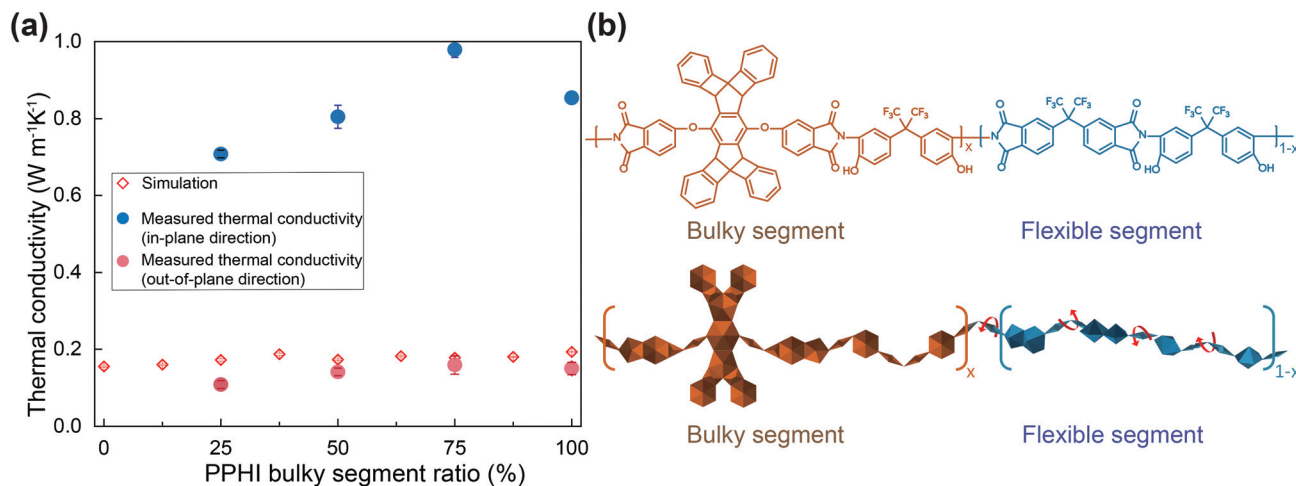 (a)
Thermal conductivity (W m⁻¹K⁻¹)
1.0
0.8
0.6
0.4
0.2
0.0
Simulation
Measured thermal conductivity
(in-plane direction)
Measured thermal conductivity
(out-of-plane direction)
0 25 50 75 100
PPHI bulky segment ratio (%)
(b)
F₃C CF₃ F₃C CF₃ F₃C CF₃
O O O O O O
N O O N N N
O O O O
HO OH HO OH
x 1-x
Bulky segment Flexible segment
x 1-x
Bulky segment Flexible segment